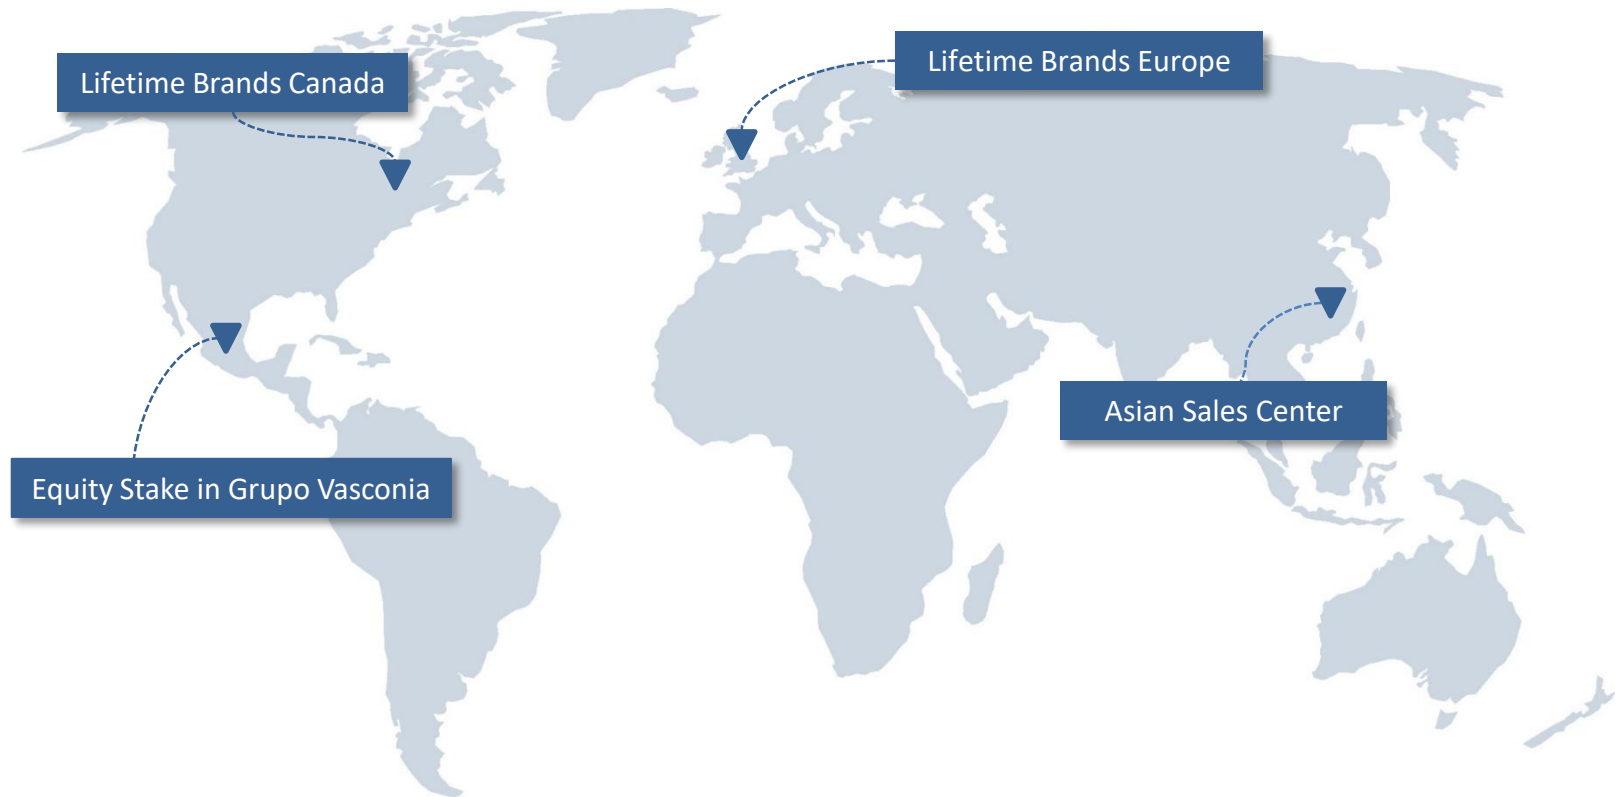 Lifetime Brands Europe
Lifetime Brands Canada
Asian Sales Center
Equity Stake in Grupo Vasconia